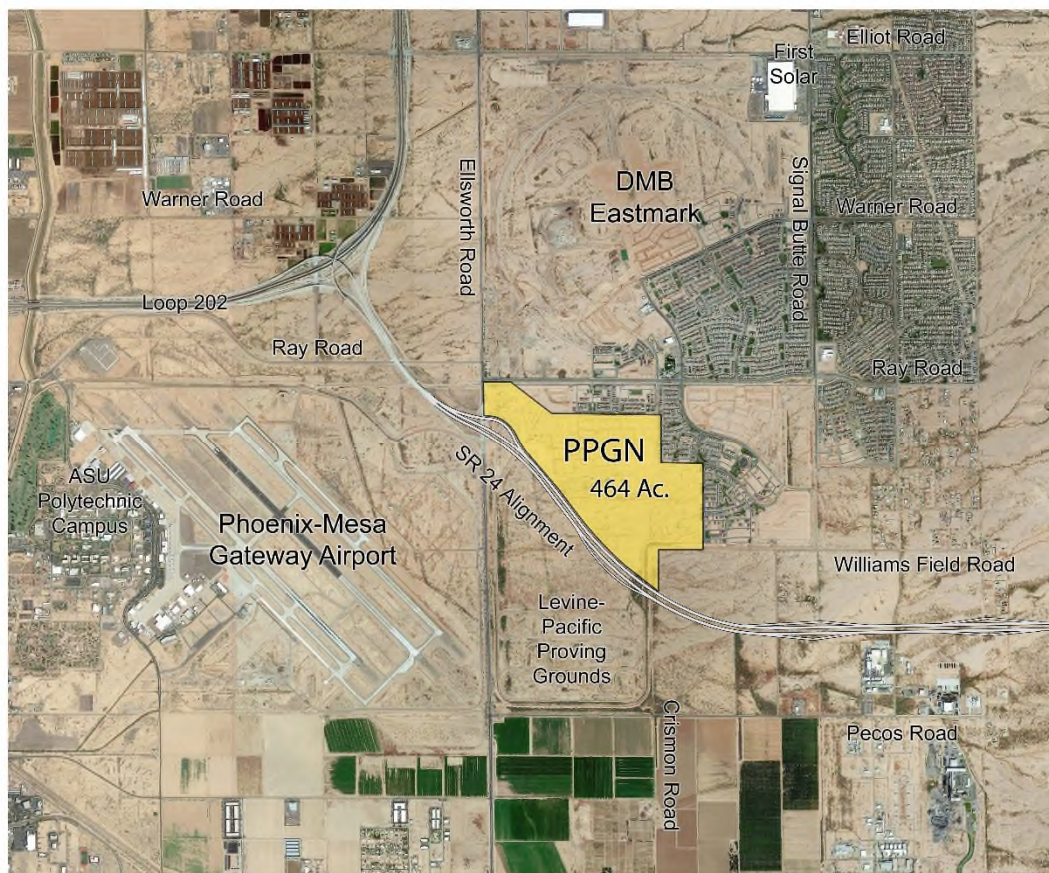 Elliot Road
First
Solar
Ellsworth Road
DMB
Eastmark
Signal Butte Road
Warner Road
Warner Road
Loop 202
Ray Road
Ray Road
PPGN
464 Ac.
SR 24 Alignment
ASU
Polytechnic
Campus
Phoenix-Mesa
Gateway Airport
Williams Field Road
Levine-
Pacific
Proving
Grounds
Crismon Road
Pecos Road